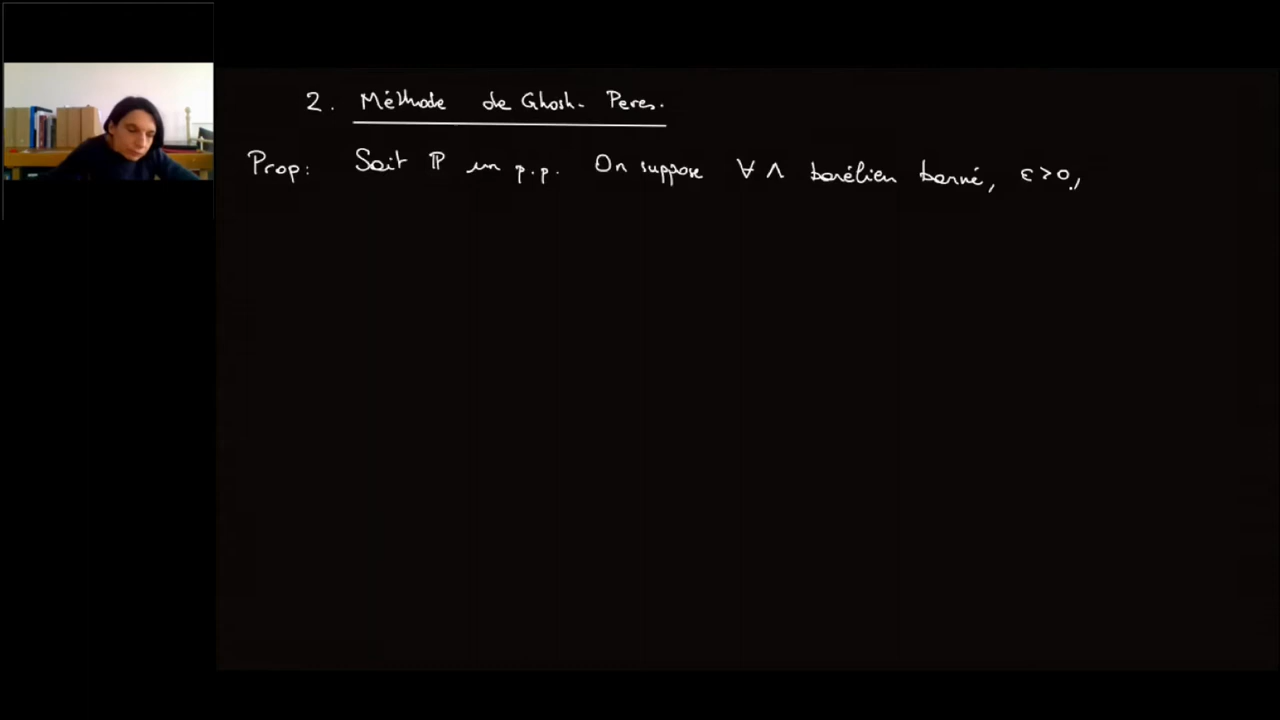 2. Méthode de Ghosh-Peres.
Prop: Soit ℙ un p.p. On suppose ∀ Λ borélien borné, ε>0,